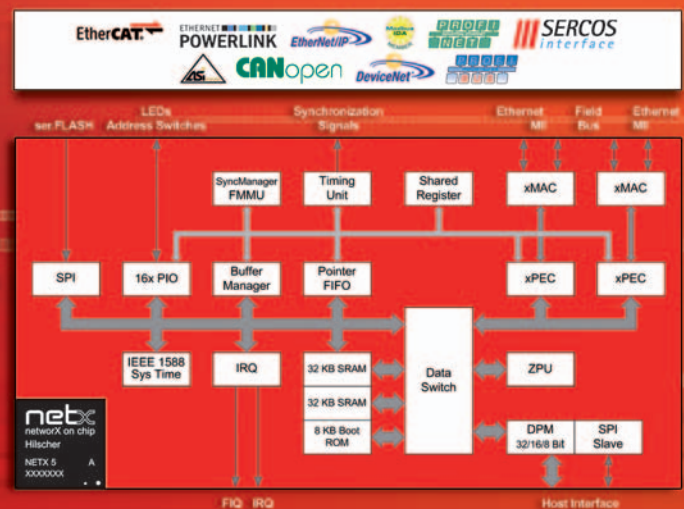 EtherCAT.
ETHERNET
POWERLINK
EtherNet/IP
Modbus
IDA
PROFI
NET
SERCOS
interface
ASi
CANopen
DeviceNet
PROFI
LEDs
Synchronization
Ethernet
Field
Ethernet
ser.FLASH
Address Switches
Signals
MII
Bus
MII
SyncManager
FMMU
Timing
Unit
Shared
Register
xMAC
xMAC
SPI
16x PIO
Buffer
Manager
Pointer
FIFO
xPEC
xPEC
IEEE 1588
Sys Time
IRQ
32 KB SRAM
32 KB SRAM
8 KB Boot
ROM
Data
Switch
ZPU
DPM
32/16/8 Bit
SPI
Slave
netx
networX on chip
Hilscher
NETX 5 A
XXXXXXX
FIQ IRQ
Host Interface